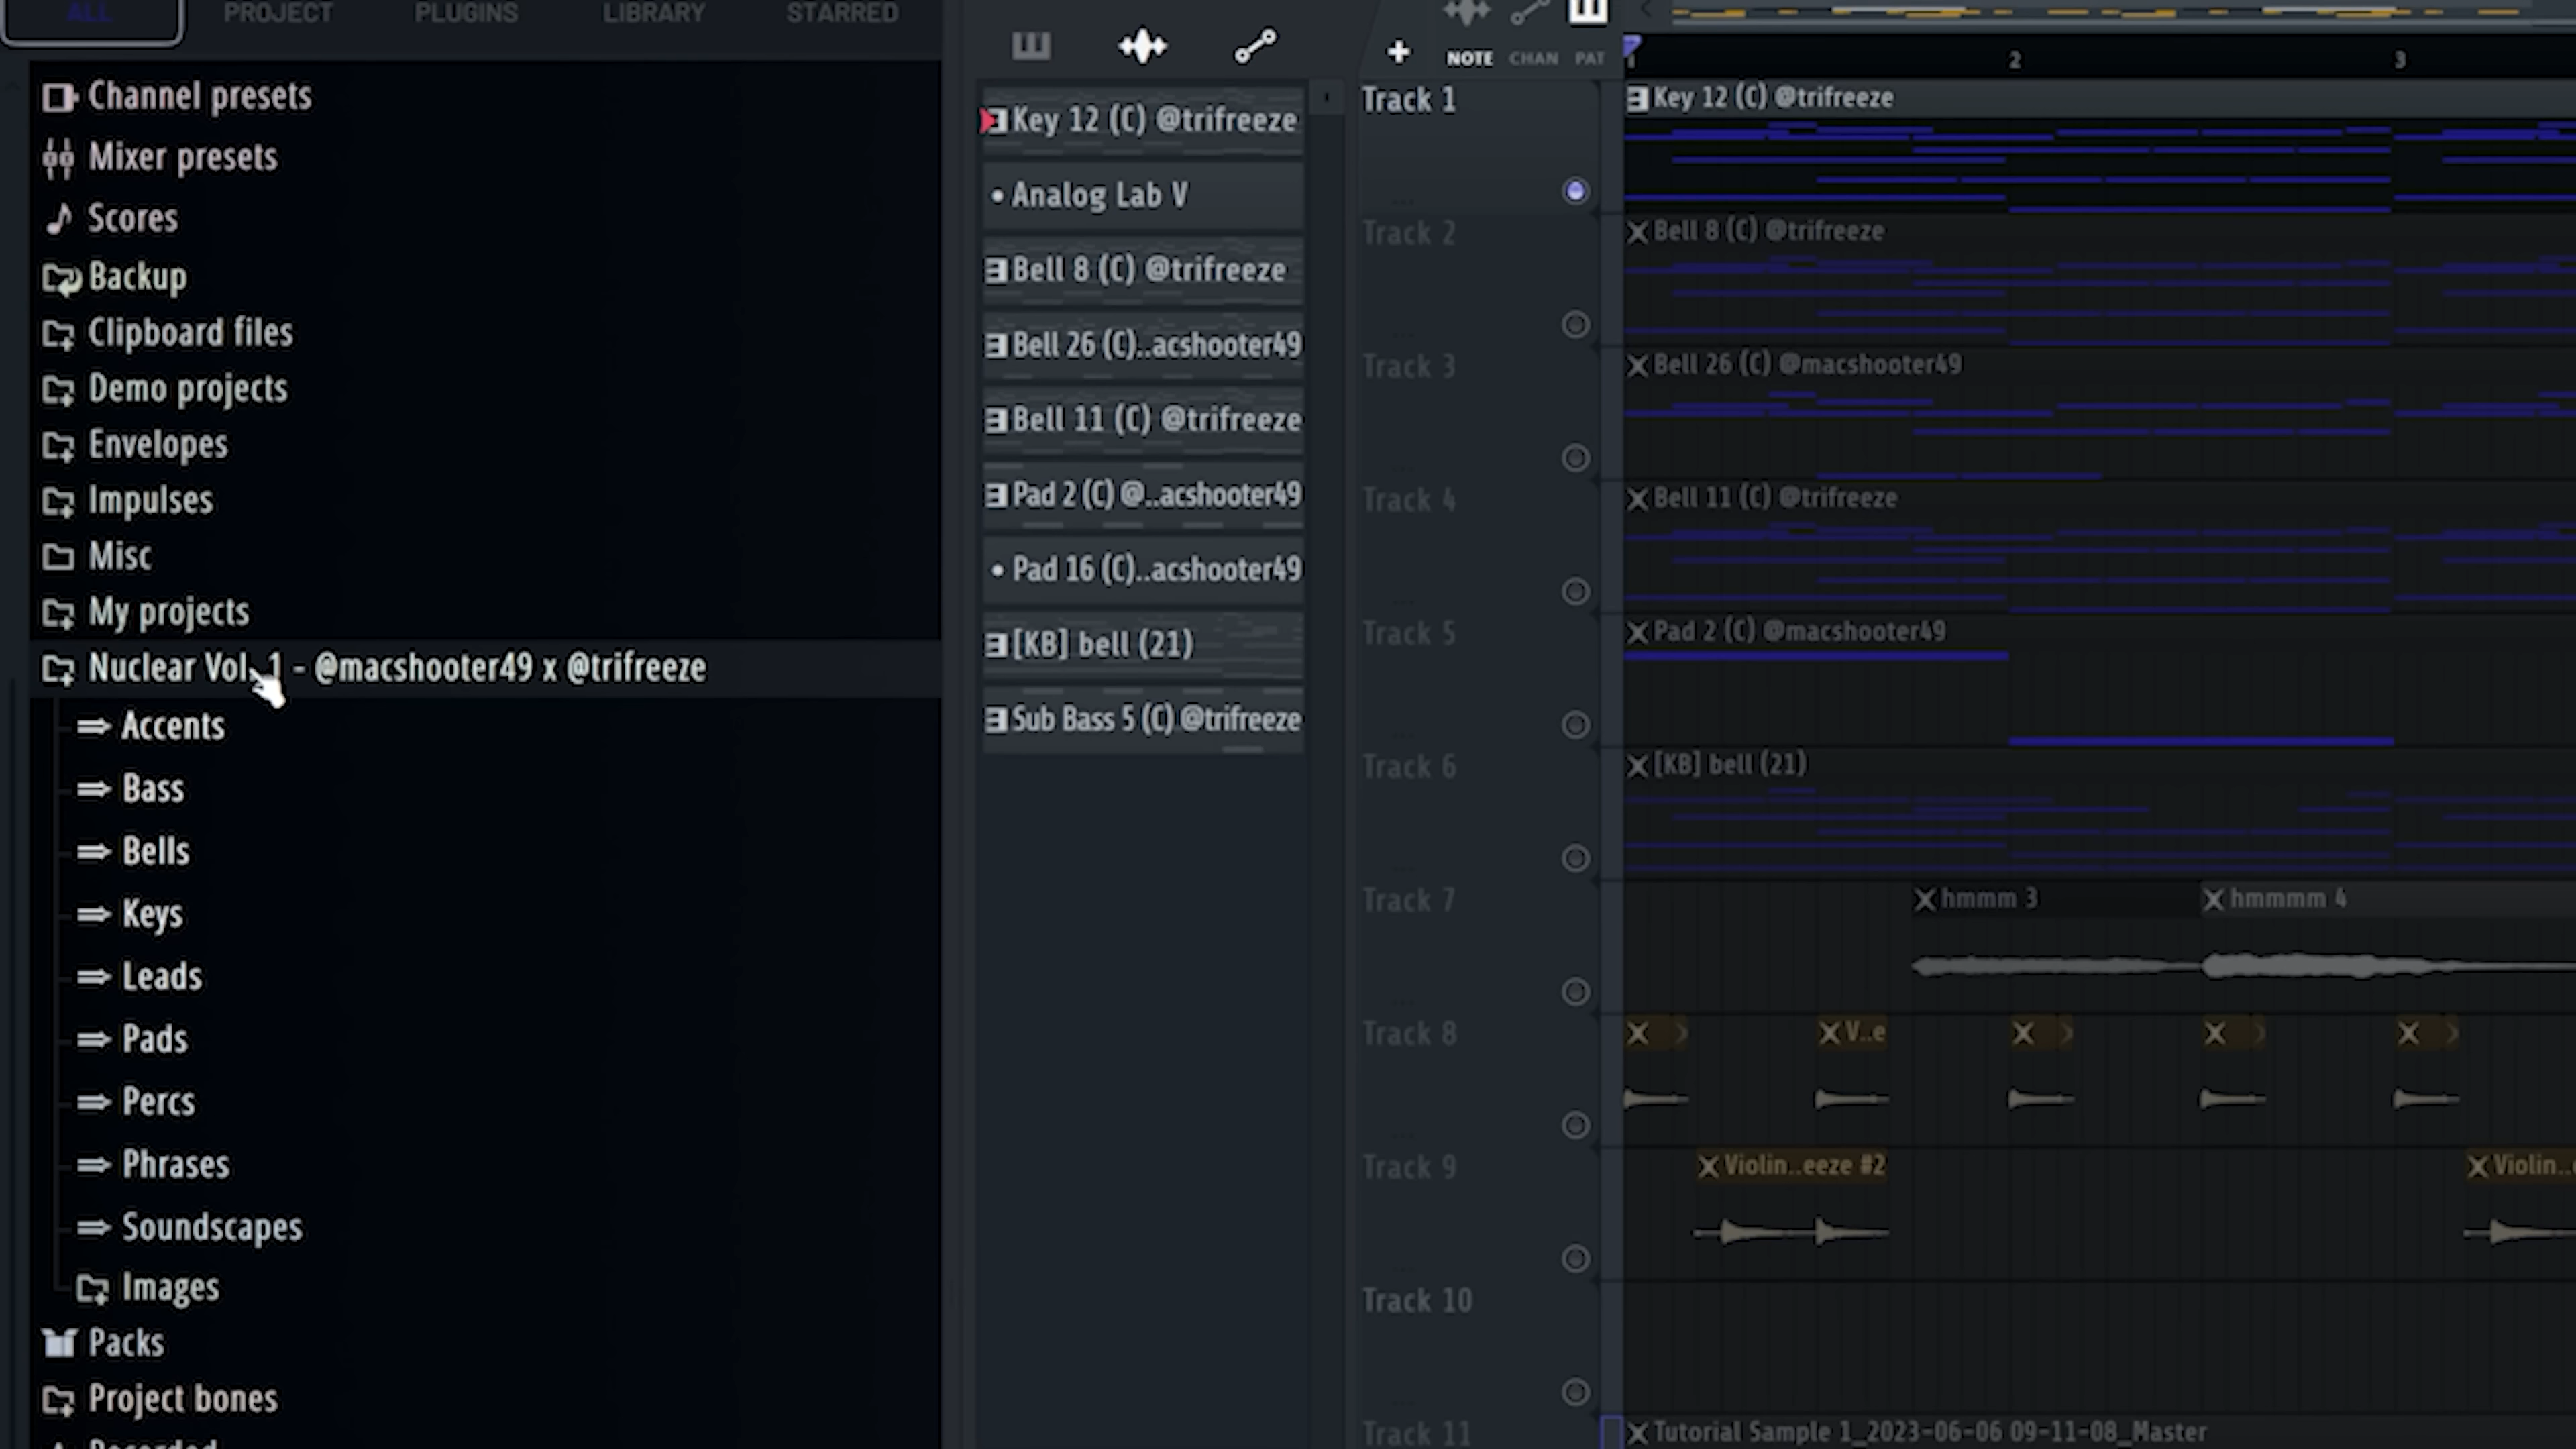 ALL PROJECT PLUGINS LIBRARY STARRED
Channel presets
Mixer presets
Scores
Backup
Clipboard files
Demo projects
Envelopes
Impulses
Misc
My projects
Nuclear Vol. 1 - @macshooter49 x @trifreeze
Accents
Bass
Bells
Keys
Leads
Pads
Percs
Phrases
Soundscapes
Images
Packs
Project bones
Recorded
Key 12 (C) @trifreeze
Analog Lab V
Bell 8 (C) @trifreeze
Bell 26 (C)..acshooter49
Bell 11 (C) @trifreeze
Pad 2 (C) @..acshooter49
Pad 16 (C)..acshooter49
[KB] bell (21)
Sub Bass 5 (C) @trifreeze
+ NOTE CHAN PAT
1 2 3
Track 1
Key 12 (C) @trifreeze
Track 2
Bell 8 (C) @trifreeze
Track 3
Bell 26 (C) @macshooter49
Track 4
Bell 11 (C) @trifreeze
Track 5
Pad 2 (C) @macshooter49
Track 6
[KB] bell (21)
Track 7
hmmm 3
hmmmm 4
Track 8
V..e
Track 9
Violin..eeze #2
Violin..
Track 10
Track 11
Tutorial Sample 1_2023-06-06 09-11-08_Master